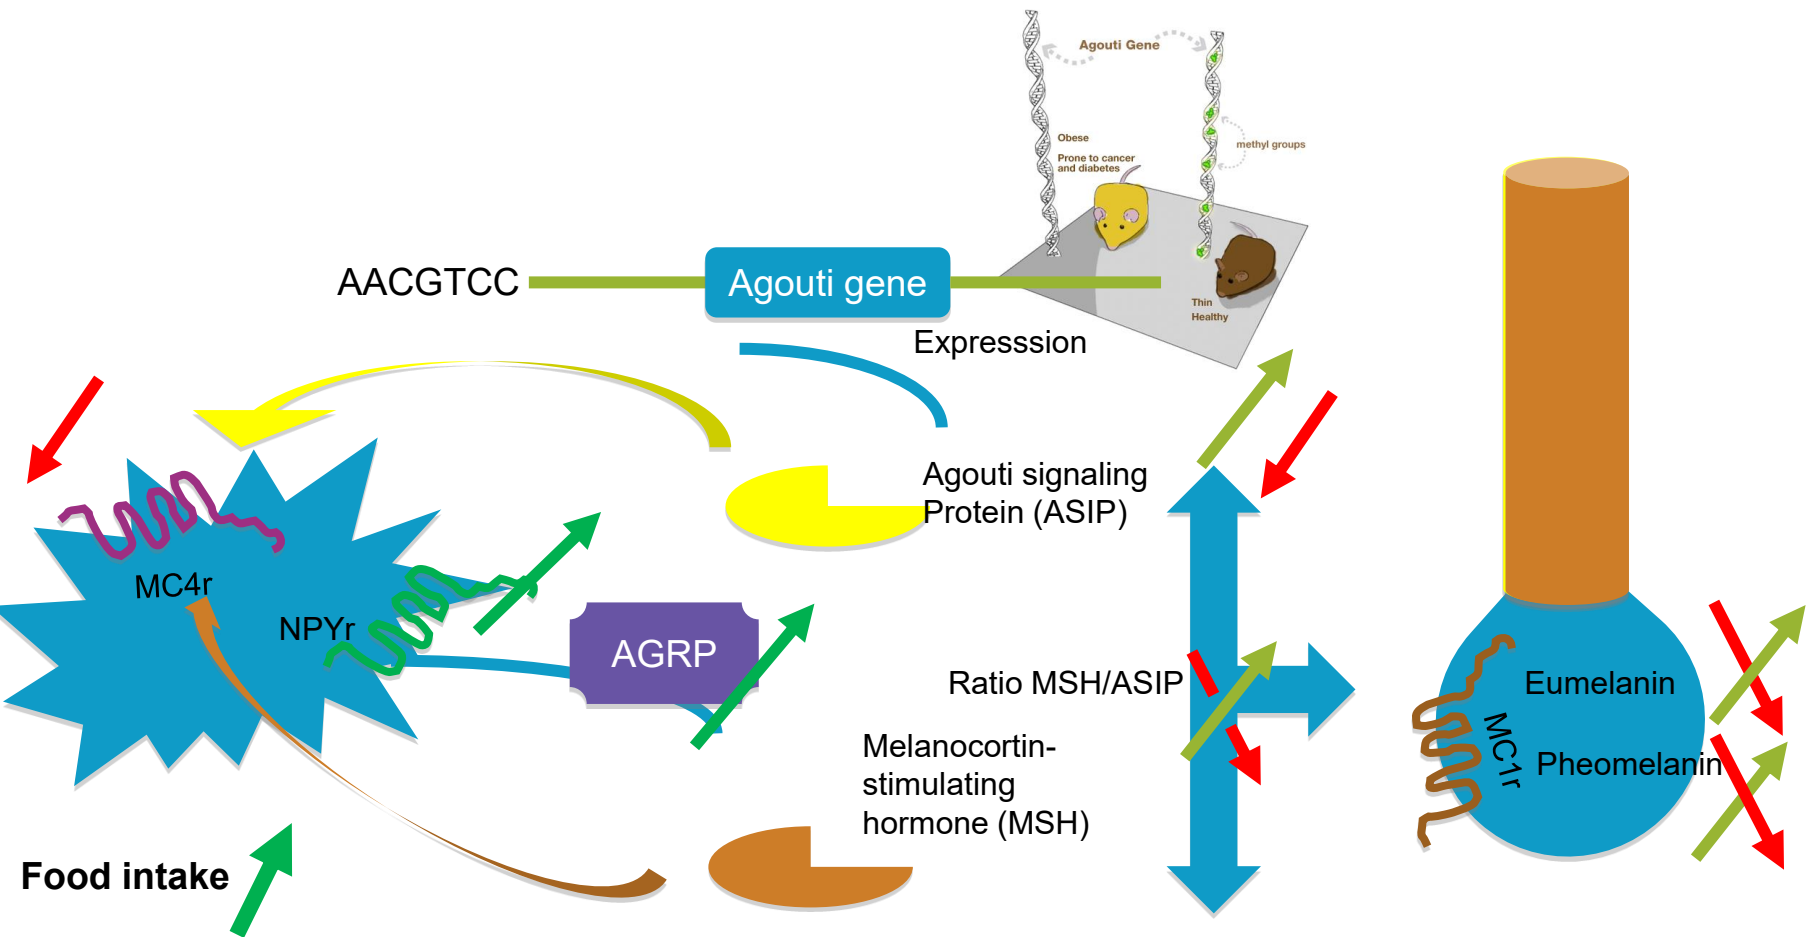 Agouti Gene
Obese
Prone to cancer
and diabetes
methyl groups
Thin
Healthy
AACGTCC
Agouti gene
Expresssion
Agouti signaling
Protein (ASIP)
MC4r
NPYr
AGRP
Ratio MSH/ASIP
Melanocortin-
stimulating
hormone (MSH)
Food intake
Eumelanin
MC1r
Pheomelanin